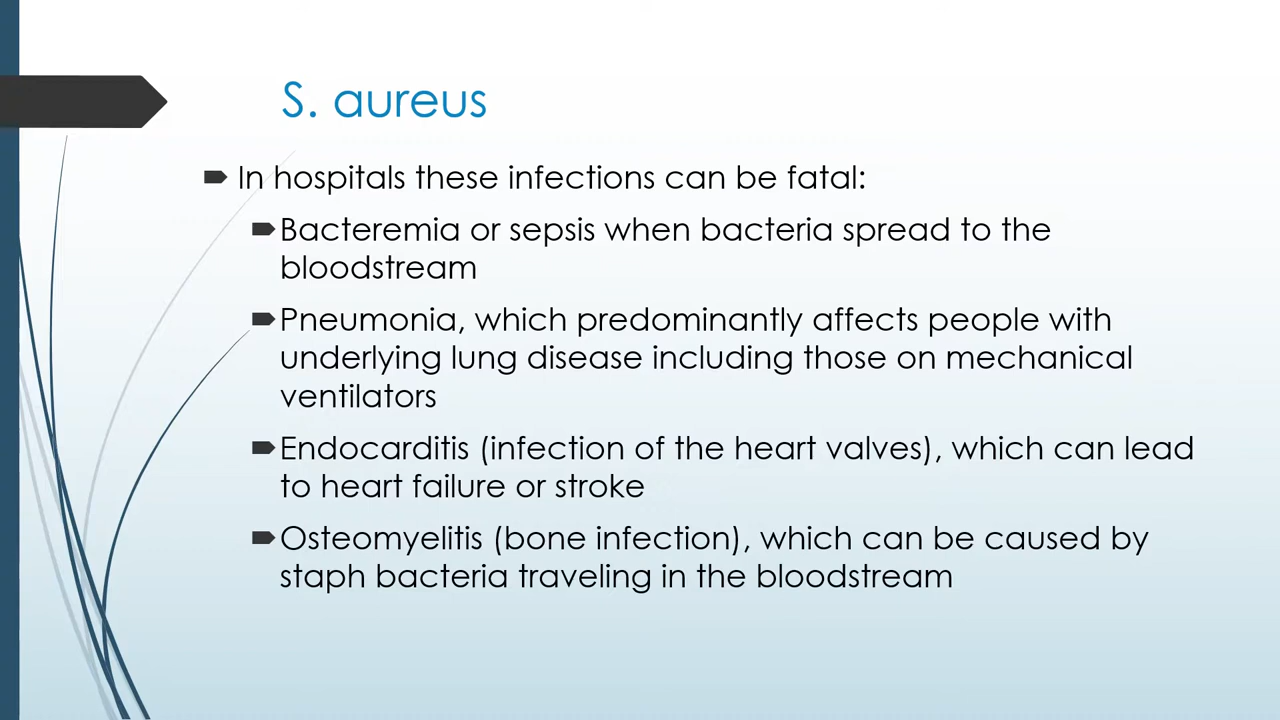 S. aureus
In hospitals these infections can be fatal:
Bacteremia or sepsis when bacteria spread to the
bloodstream
Pneumonia, which predominantly affects people with
underlying lung disease including those on mechanical
ventilators
Endocarditis (infection of the heart valves), which can lead
to heart failure or stroke
Osteomyelitis (bone infection), which can be caused by
staph bacteria traveling in the bloodstream